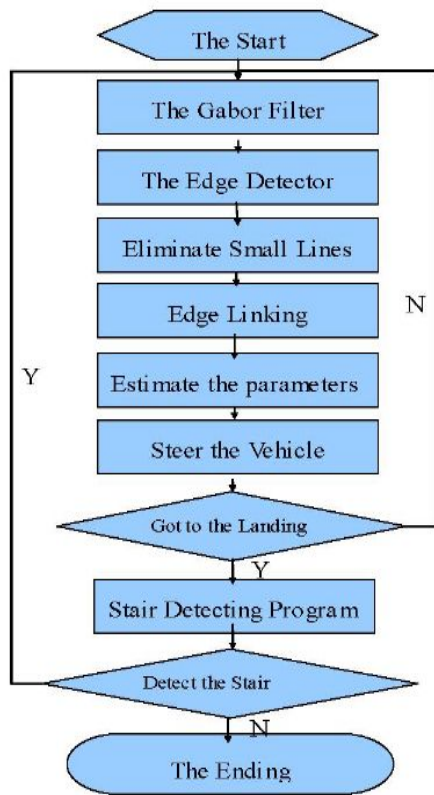 The Start
The Gabor Filter
The Edge Detector
Eliminate Small Lines
Edge Linking
N
Y
Estimate the parameters
Steer the Vehicle
Got to the Landing
Y
Stair Detecting Program
Detect the Stair
N
The Ending